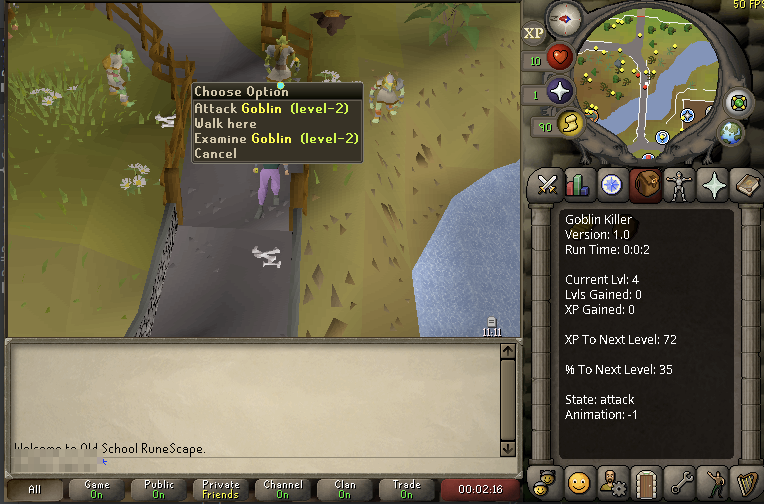 50 FPS
XP
10
1
90
Choose Option
Attack Goblin (level-2)
Walk here
Examine Goblin (level-2)
Cancel
Goblin Killer
Version: 1.0
Run Time: 0:0:2
Current Lvl: 4
Lvls Gained: 0
XP Gained: 0
XP To Next Level: 72
% To Next Level: 35
State: attack
Animation: -1
11:11
Welcome to Old School RuneScape.
All
Game
On
Public
On
Private
Friends
Channel
On
Clan
On
Trade
On
00:02:16